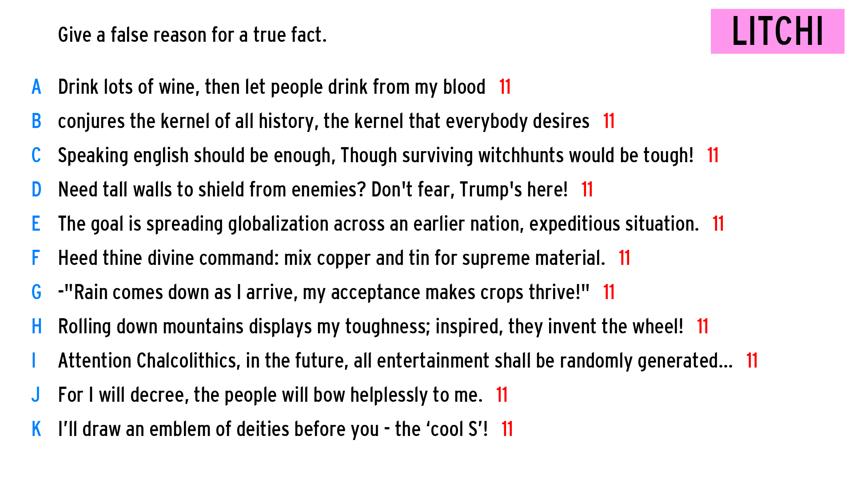 Give a false reason for a true fact.
LITCHI
A Drink lots of wine, then let people drink from my blood 11
B conjures the kernel of all history, the kernel that everybody desires 11
C Speaking english should be enough, Though surviving witchhunts would be tough! 11
D Need tall walls to shield from enemies? Don't fear, Trump's here! 11
E The goal is spreading globalization across an earlier nation, expeditious situation. 11
F Heed thine divine command: mix copper and tin for supreme material. 11
G -"Rain comes down as I arrive, my acceptance makes crops thrive!" 11
H Rolling down mountains displays my toughness; inspired, they invent the wheel! 11
I Attention Chalcolithics, in the future, all entertainment shall be randomly generated... 11
J For I will decree, the people will bow helplessly to me. 11
K I'll draw an emblem of deities before you - the ‘cool S’! 11